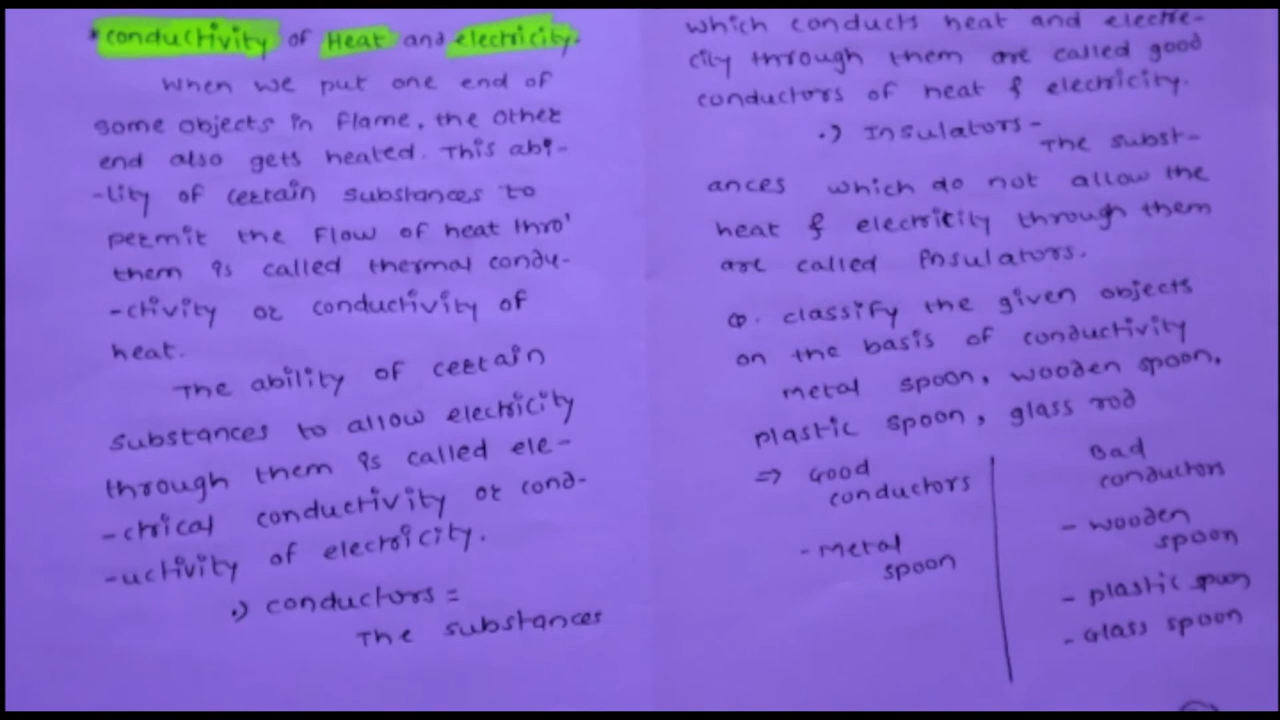 * conductivity of Heat and electricity.
When we put one end of
some objects in flame, the other
end also gets heated. This abi-
-lity of certain substances to
permit the flow of heat thro'
them is called thermal condu-
-ctivity or conductivity of
heat.
The ability of certain
substances to allow electricity
through them is called ele-
-ctrical conductivity or cond-
-uctivity of electricity.
.) conductors =
The substances
which conducts heat and electri-
city through them are called good
conductors of heat & electricity.
.) Insulators -
The subst-
ances which do not allow the
heat & electricity through them
are called insulators.
Q. classify the given objects
on the basis of conductivity
metal spoon, wooden spoon,
plastic spoon, glass rod
⇒ Good
conductors
- metal
spoon
Bad
conductors
- wooden
spoon
- plastic spoon
- Glass spoon